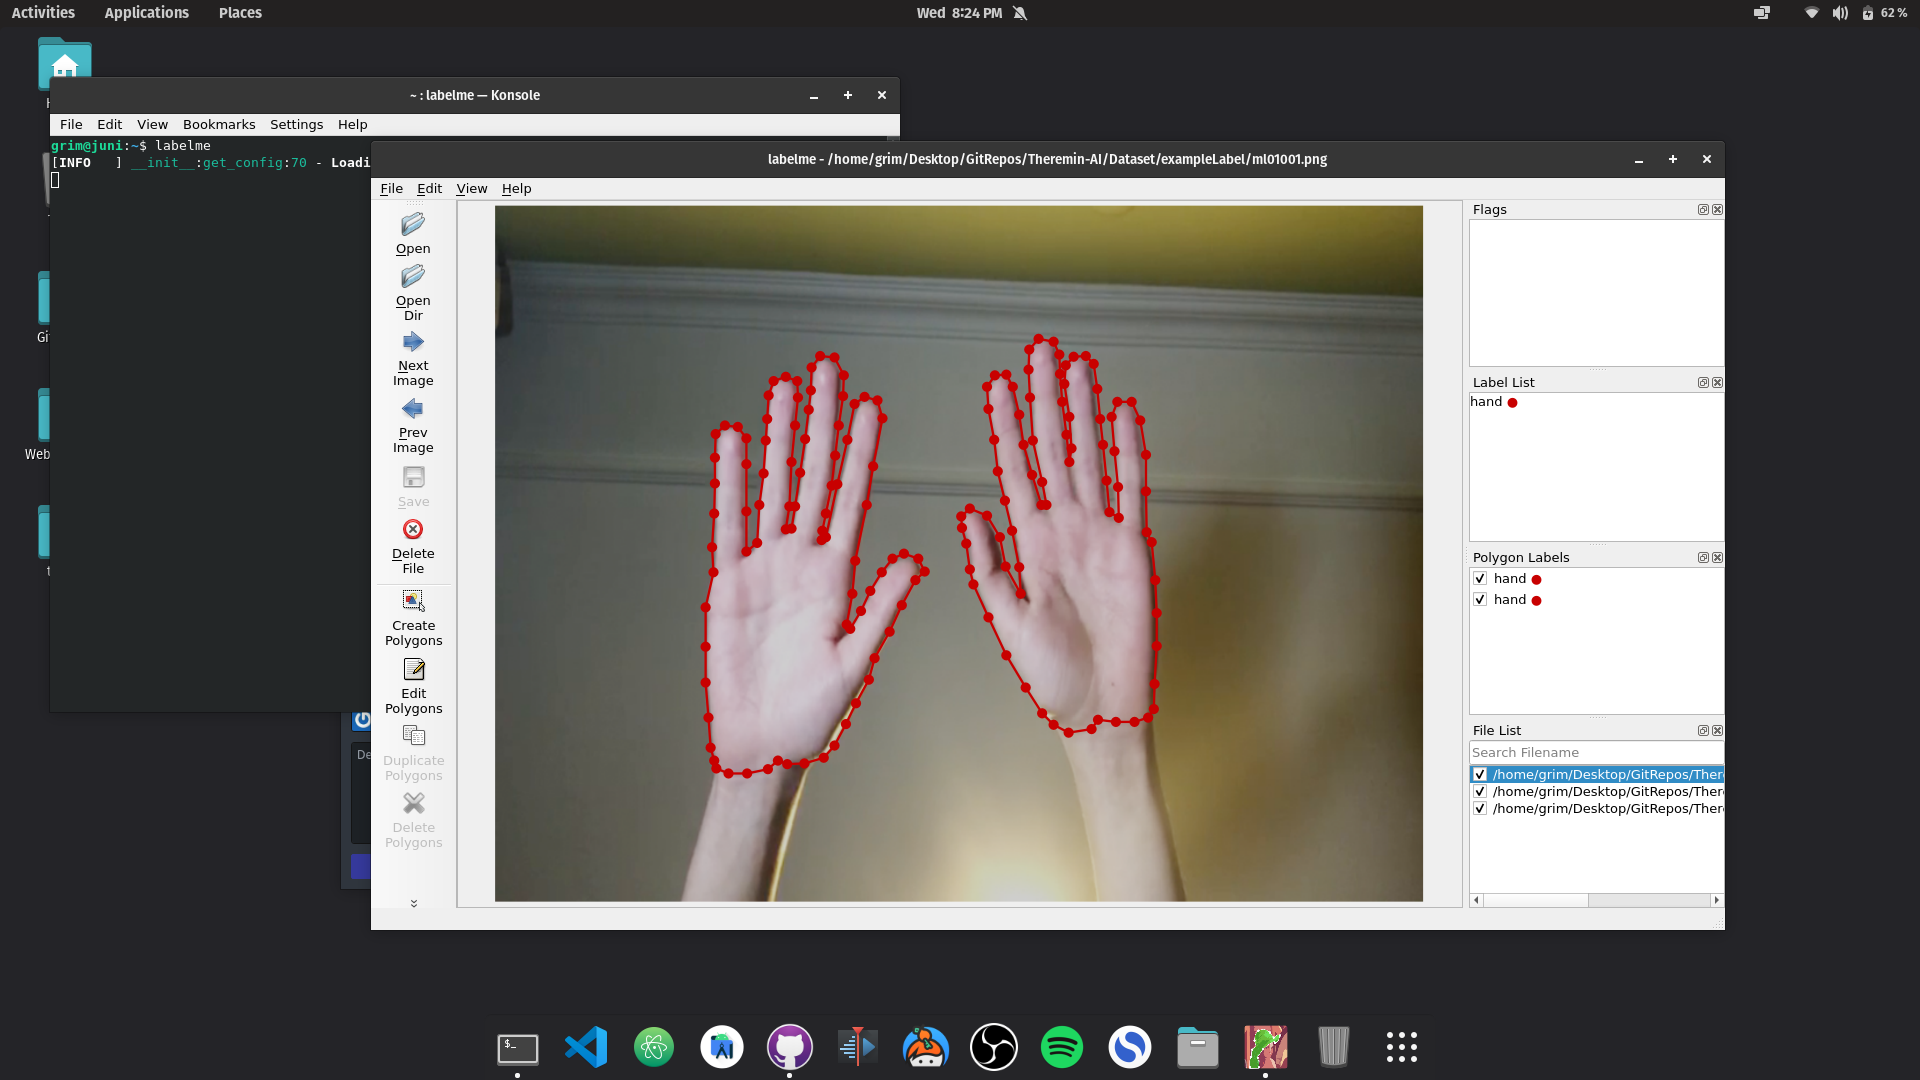 Activities Applications Places
Wed 8:24 PM
62 %
~ : labelme — Konsole
File Edit View Bookmarks Settings Help
grim@juni:~$ labelme
[INFO   ] __init__:get_config:70 - Loadi
labelme - /home/grim/Desktop/GitRepos/Theremin-AI/Dataset/exampleLabel/ml01001.png
File Edit View Help
Open
Open
Dir
Next
Image
Prev
Image
Save
Delete
File
Create
Polygons
Edit
Polygons
Duplicate
Polygons
Delete
Polygons
Flags
Label List
hand
Polygon Labels
hand
hand
File List
Search Filename
/home/grim/Desktop/GitRepos/Ther
/home/grim/Desktop/GitRepos/Ther
/home/grim/Desktop/GitRepos/Ther
Gi
Web
De
$_